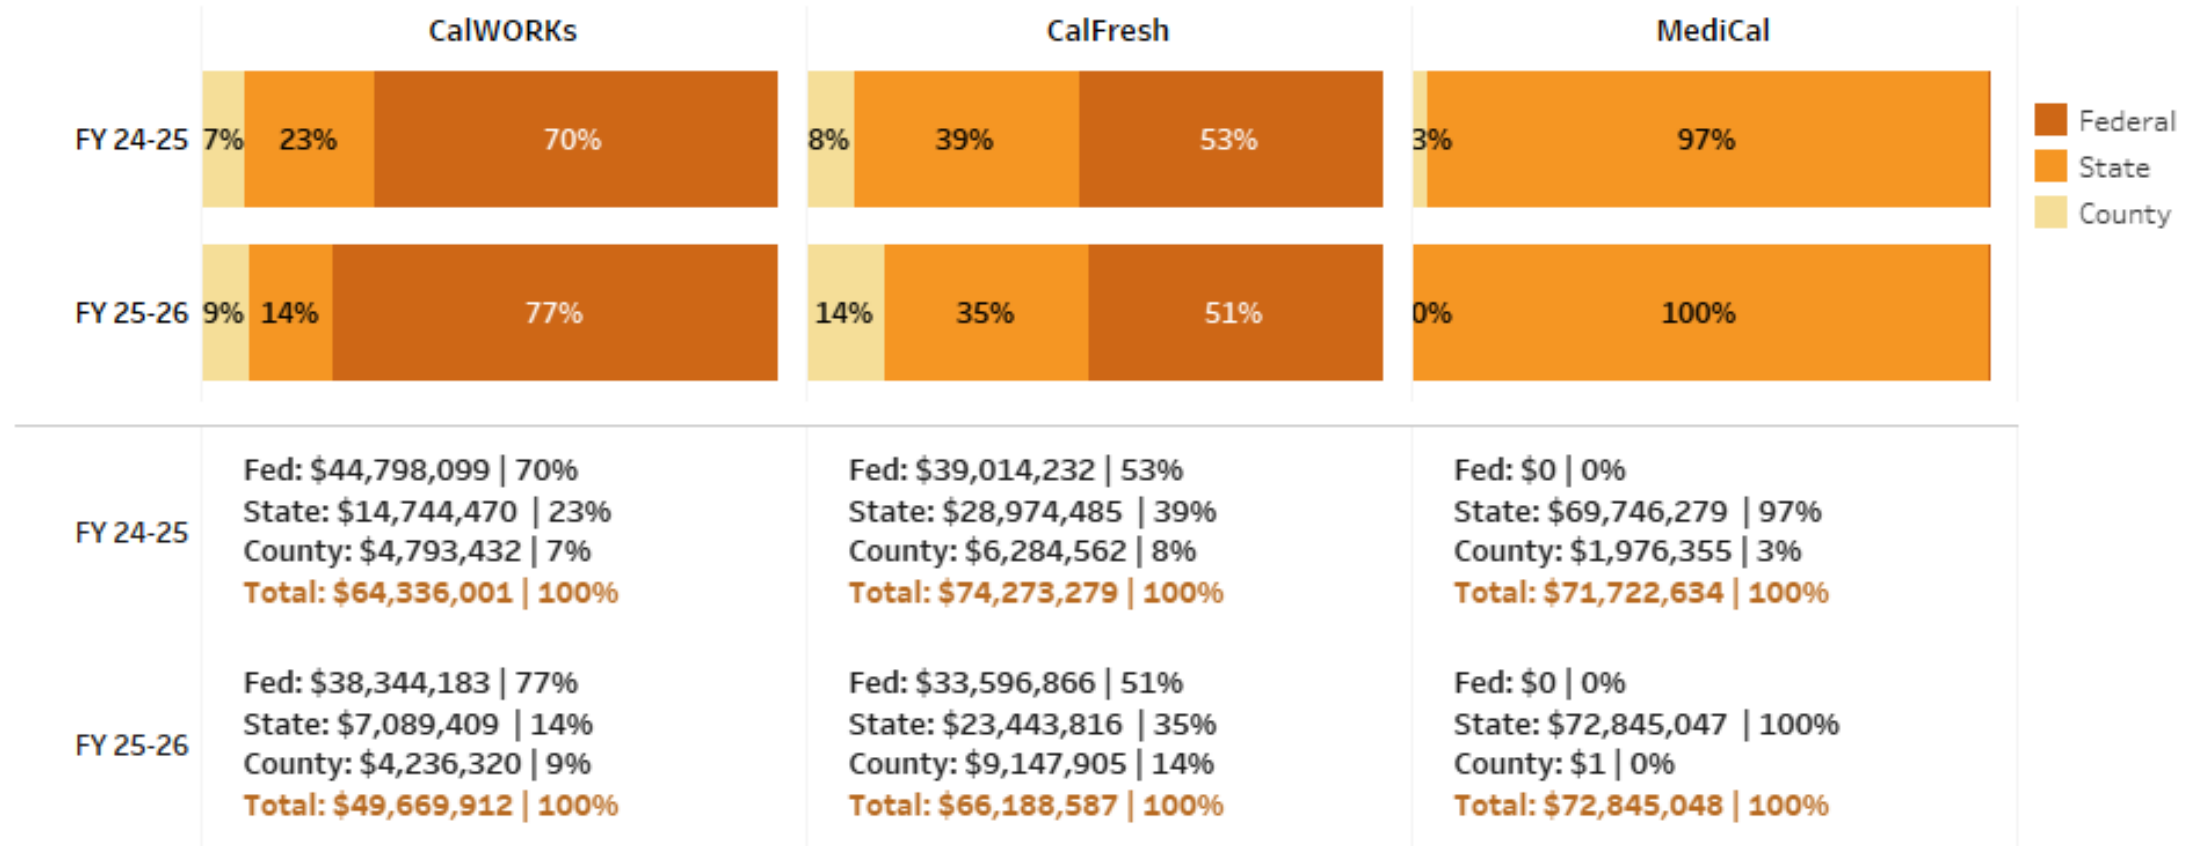 CalWORKs CalFresh MediCal
FY 24-25 7% 23% 70% 8% 39% 53% 3% 97%
Federal
State
County
FY 25-26 9% 14% 77% 14% 35% 51% 0% 100%
FY 24-25
Fed: $44,798,099 | 70%
State: $14,744,470 | 23%
County: $4,793,432 | 7%
Total: $64,336,001 | 100%
Fed: $39,014,232 | 53%
State: $28,974,485 | 39%
County: $6,284,562 | 8%
Total: $74,273,279 | 100%
Fed: $0 | 0%
State: $69,746,279 | 97%
County: $1,976,355 | 3%
Total: $71,722,634 | 100%
FY 25-26
Fed: $38,344,183 | 77%
State: $7,089,409 | 14%
County: $4,236,320 | 9%
Total: $49,669,912 | 100%
Fed: $33,596,866 | 51%
State: $23,443,816 | 35%
County: $9,147,905 | 14%
Total: $66,188,587 | 100%
Fed: $0 | 0%
State: $72,845,047 | 100%
County: $1 | 0%
Total: $72,845,048 | 100%